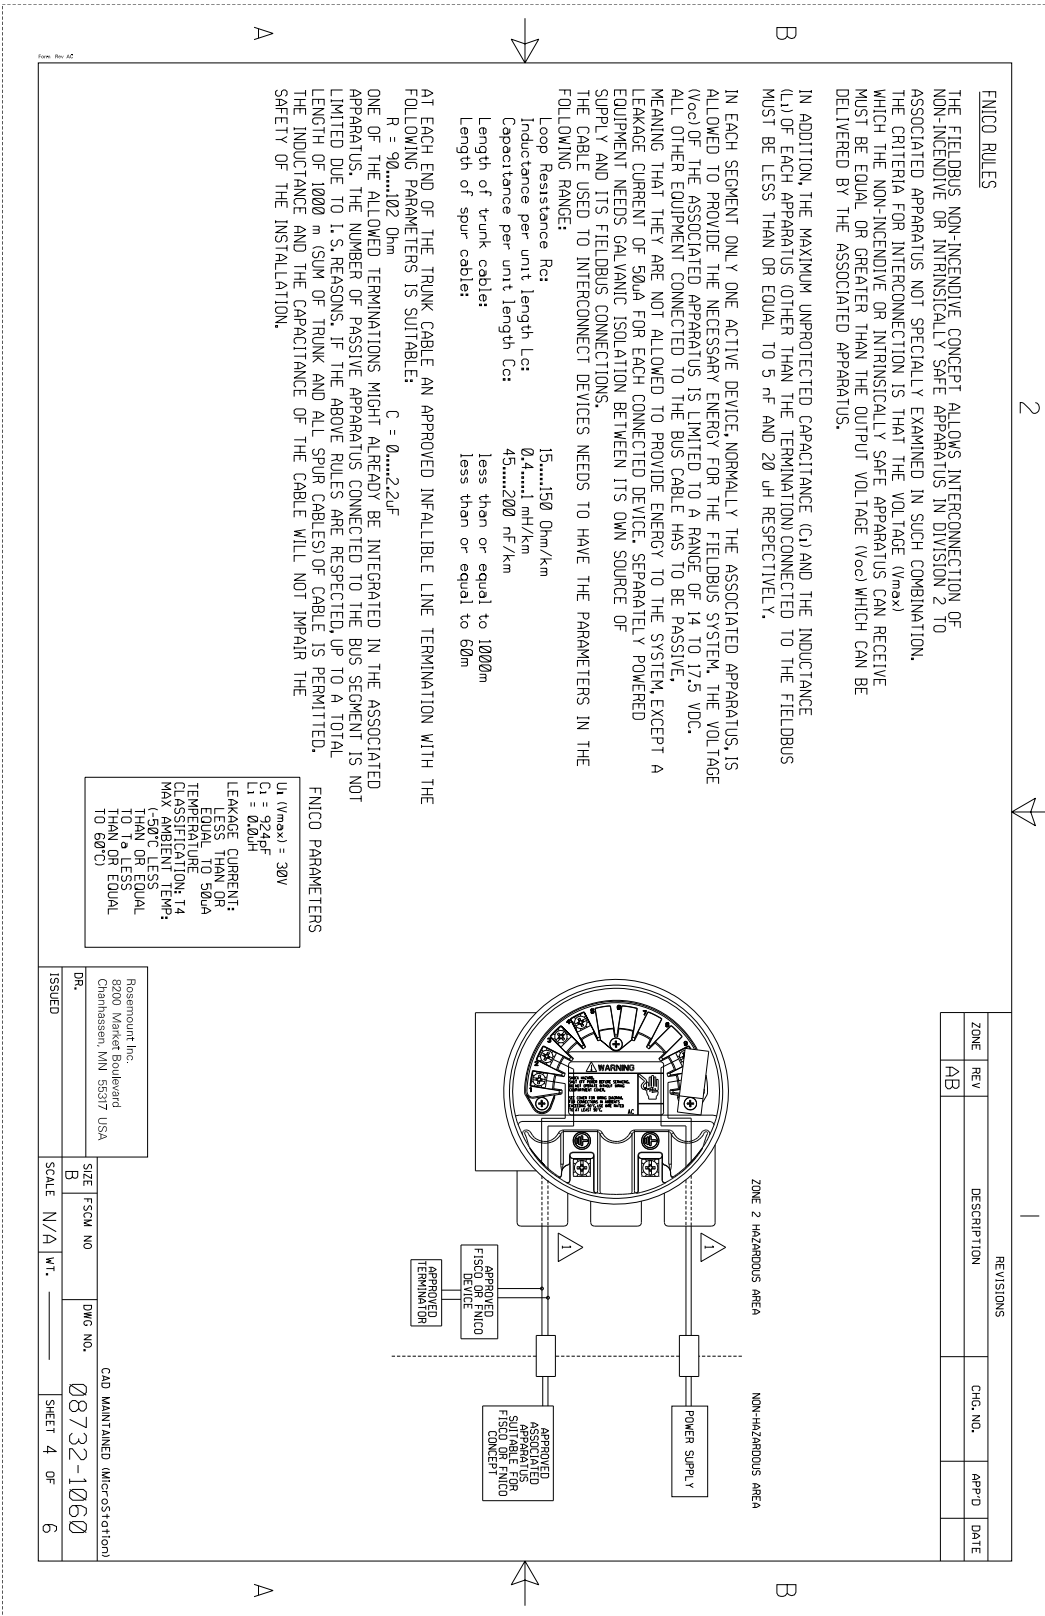 2
1
B
B
A
A
FNICO RULES
THE FIELDBUS NON-INCENDIVE CONCEPT ALLOWS INTERCONNECTION OF
NON-INCENDIVE OR INTRINSICALLY SAFE APPARATUS IN DIVISION 2 TO
ASSOCIATED APPARATUS NOT SPECIALLY EXAMINED IN SUCH COMBINATION.
THE CRITERIA FOR INTERCONNECTION IS THAT THE VOLTAGE (Vmax)
WHICH THE NON-INCENDIVE OR INTRINSICALLY SAFE APPARATUS CAN RECEIVE
MUST BE EQUAL OR GREATER THAN THE OUTPUT VOLTAGE (Voc) WHICH CAN BE
DELIVERED BY THE ASSOCIATED APPARATUS.
IN ADDITION, THE MAXIMUM UNPROTECTED CAPACITANCE (Ci) AND THE INDUCTANCE
(Li) OF EACH APPARATUS (OTHER THAN THE TERMINATION) CONNECTED TO THE FIELDBUS
MUST BE LESS THAN OR EQUAL TO 5 nF AND 20 uH RESPECTIVELY.
IN EACH SEGMENT ONLY ONE ACTIVE DEVICE, NORMALLY THE ASSOCIATED APPARATUS, IS
ALLOWED TO PROVIDE THE NECESSARY ENERGY FOR THE FIELDBUS SYSTEM. THE VOLTAGE
(Voc) OF THE ASSOCIATED APPARATUS IS LIMITED TO A RANGE OF 14 TO 17.5 VDC.
ALL OTHER EQUIPMENT CONNECTED TO THE BUS CABLE HAS TO BE PASSIVE,
MEANING THAT THEY ARE NOT ALLOWED TO PROVIDE ENERGY TO THE SYSTEM, EXCEPT A
LEAKAGE CURRENT OF 50uA FOR EACH CONNECTED DEVICE. SEPARATELY POWERED
EQUIPMENT NEEDS GALVANIC ISOLATION BETWEEN ITS OWN SOURCE OF
SUPPLY AND ITS FIELDBUS CONNECTIONS.
THE CABLE USED TO INTERCONNECT DEVICES NEEDS TO HAVE THE PARAMETERS IN THE
FOLLOWING RANGE:
Loop Resistance Rc: 15.....150 Ohm/km
Inductance per unit length Lc: 0.4.....1 mH/km
Capacitance per unit length Cc: 45.....200 nF/km
Length of trunk cable: less than or equal to 1000m
Length of spur cable: less than or equal to 60m
AT EACH END OF THE TRUNK CABLE AN APPROVED INFALLIBLE LINE TERMINATION WITH THE
FOLLOWING PARAMETERS IS SUITABLE:
R = 90.....102 Ohm C = 0.....2.2uF
ONE OF THE ALLOWED TERMINATIONS MIGHT ALREADY BE INTEGRATED IN THE ASSOCIATED
APPARATUS. THE NUMBER OF PASSIVE APPARATUS CONNECTED TO THE BUS SEGMENT IS NOT
LIMITED DUE TO I.S. REASONS. IF THE ABOVE RULES ARE RESPECTED, UP TO A TOTAL
LENGTH OF 1000 m (SUM OF TRUNK AND ALL SPUR CABLES) OF CABLE IS PERMITTED.
THE INDUCTANCE AND THE CAPACITANCE OF THE CABLE WILL NOT IMPAIR THE
SAFETY OF THE INSTALLATION.
FNICO PARAMETERS
Ui (Vmax) = 30V
Ci = 924pF
Li = 0.0uH
LEAKAGE CURRENT:
LESS THAN OR
EQUAL TO 50uA
TEMPERATURE
CLASSIFICATION: T4
MAX AMBIENT TEMP:
(-50°C LESS
THAN OR EQUAL
TO Ta LESS
THAN OR EQUAL
TO 60°C)
REVISIONS
ZONE REV DESCRIPTION CHG. NO. APP'D DATE
AB
ZONE 2 HAZARDOUS AREA NON-HAZARDOUS AREA
1
1
POWER SUPPLY
WARNING
AC
APPROVED
FISCO OR FNICO
DEVICE
APPROVED
TERMINATOR
APPROVED
ASSOCIATED
APPARATUS
SUITABLE FOR
FISCO OR FNICO
CONCEPT
Rosemount Inc.
8200 Market Boulevard
Chanhassen, MN 55317 USA
CAD MAINTAINED (MicroStation)
DR.
ISSUED
SIZE B FSCM NO DWG NO. 08732-1060
SCALE N/A WT. SHEET 4 OF 6
Form Rev AC